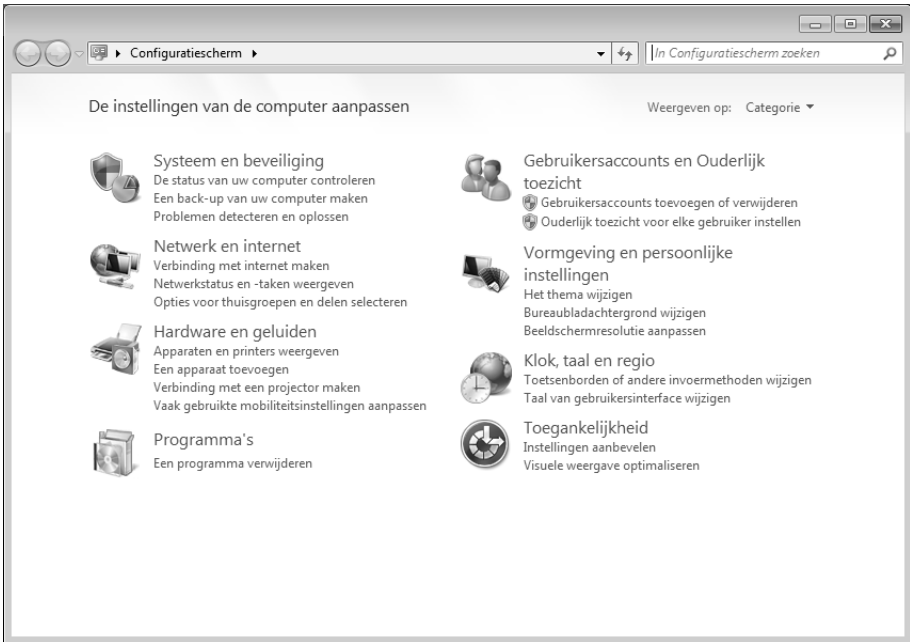 Configuratiescherm
In Configuratiescherm zoeken
De instellingen van de computer aanpassen
Weergeven op: Categorie
Systeem en beveiliging
De status van uw computer controleren
Een back-up van uw computer maken
Problemen detecteren en oplossen
Netwerk en internet
Verbinding met internet maken
Netwerkstatus en -taken weergeven
Opties voor thuisgroepen en delen selecteren
Hardware en geluiden
Apparaten en printers weergeven
Een apparaat toevoegen
Verbinding met een projector maken
Vaak gebruikte mobiliteitsinstellingen aanpassen
Programma's
Een programma verwijderen
Gebruikersaccounts en Ouderlijk
toezicht
Gebruikersaccounts toevoegen of verwijderen
Ouderlijk toezicht voor elke gebruiker instellen
Vormgeving en persoonlijke
instellingen
Het thema wijzigen
Bureaubladachtergrond wijzigen
Beeldschermresolutie aanpassen
Klok, taal en regio
Toetsenborden of andere invoermethoden wijzigen
Taal van gebruikersinterface wijzigen
Toegankelijkheid
Instellingen aanbevelen
Visuele weergave optimaliseren